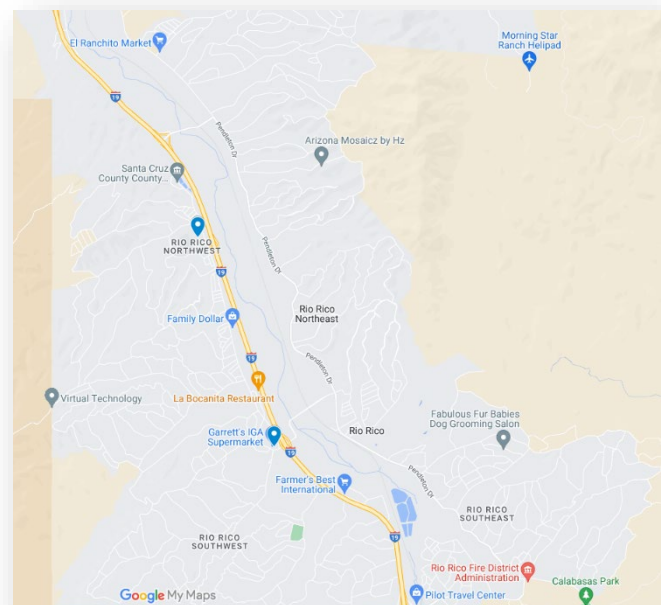 El Ranchito Market
Morning Star
Ranch Helipad
19
Pendleton Dr
Arizona Mosaicz by Hz
Santa Cruz
County County...
RIO RICO
NORTHWEST
Pendleton Dr
19
Rio Rico
Northeast
Family Dollar
19
Pendleton Dr
Virtual Technology
La Bocanita Restaurant
Fabulous Fur Babies
Dog Grooming Salon
Garrett's IGA
Supermarket
Rio Rico
19
Farmer's Best
International
Pendleton Dr
RIO RICO
SOUTHEAST
RIO RICO
SOUTHWEST
19
Rio Rico Fire District
Administration
Calabasas Park
Google My Maps
Pilot Travel Center